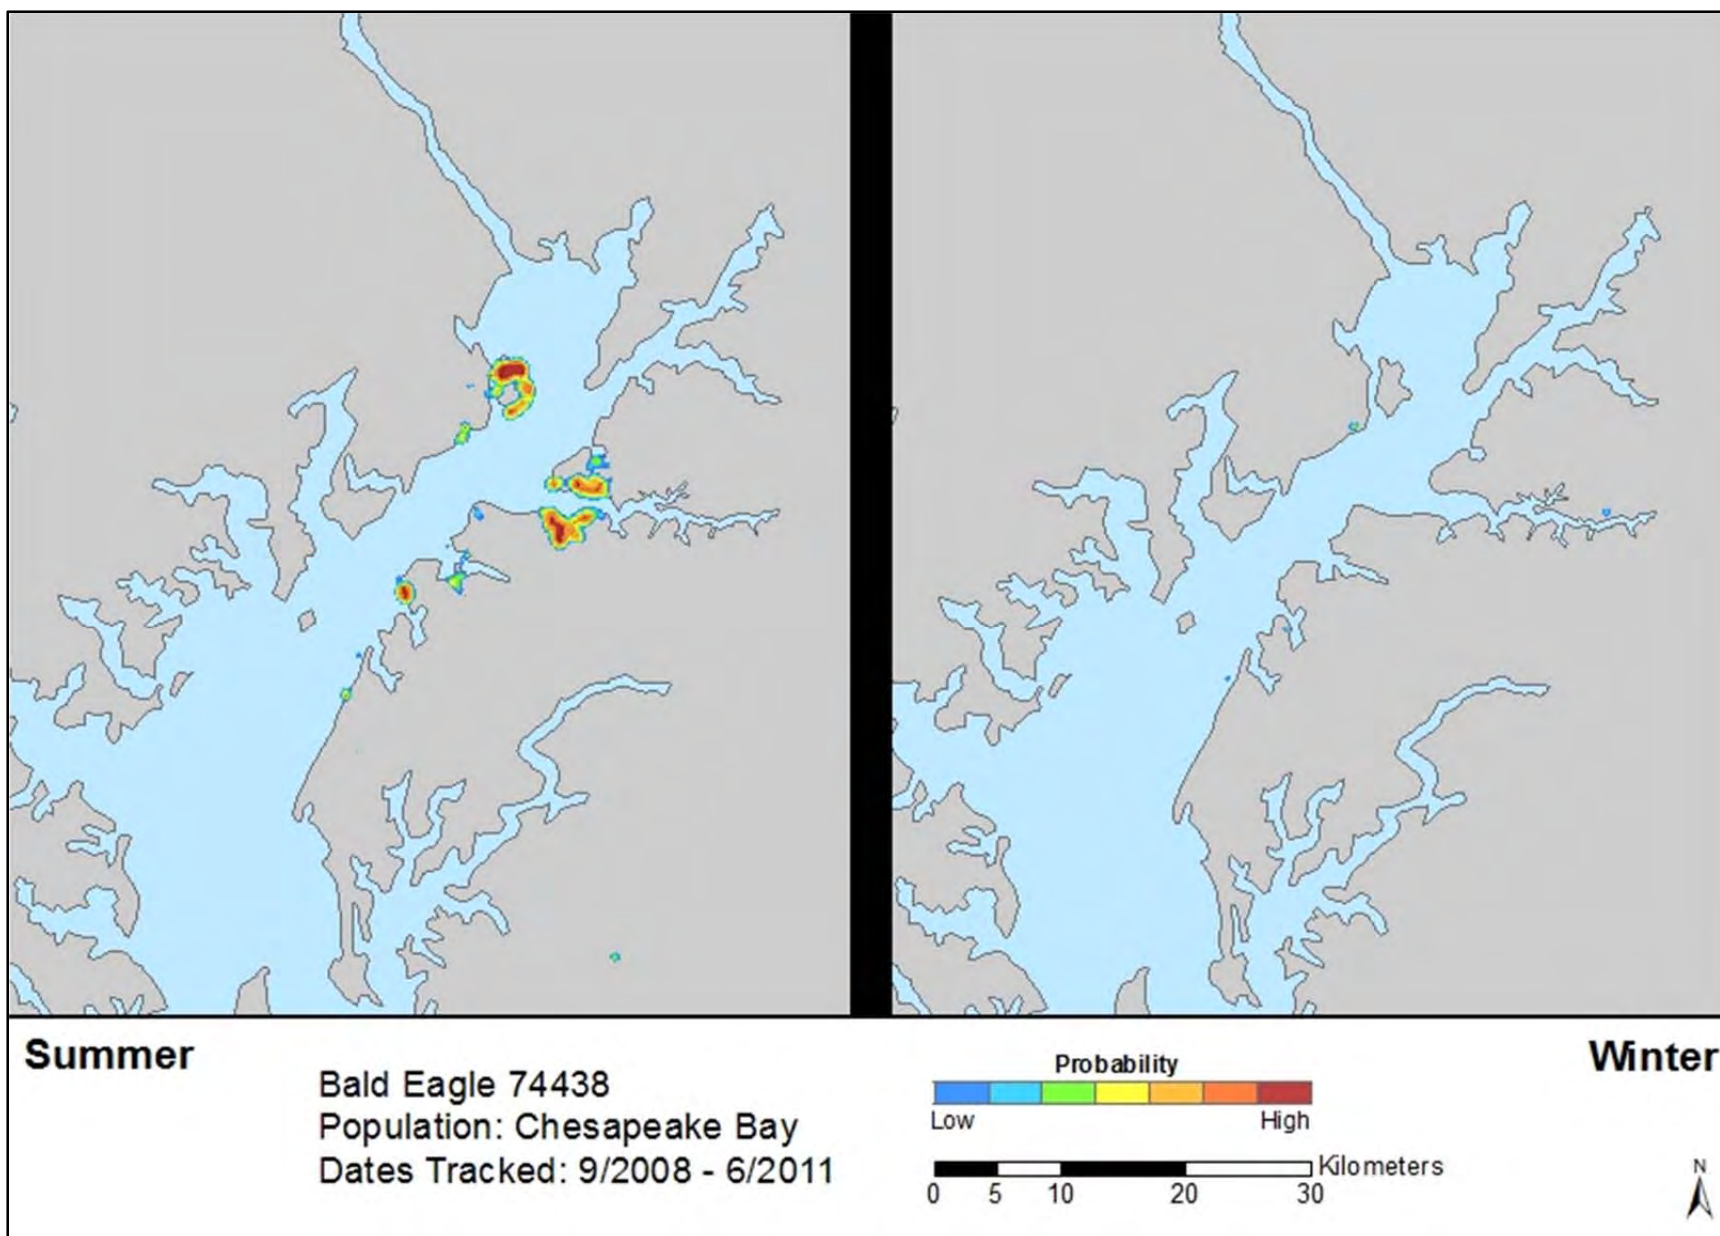 Summer
Winter
Bald Eagle 74438
Population: Chesapeake Bay
Dates Tracked: 9/2008 - 6/2011
Probability
Low High
Kilometers
0 5 10 20 30
N